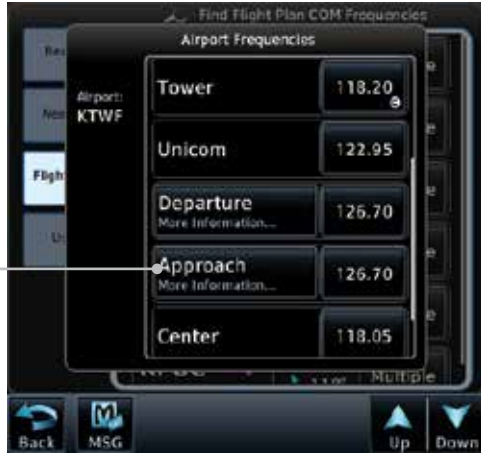 Find Flight Plan COM Frequencies
Airport Frequencies
Airport:
KTWF
Tower
118.20
Unicom
122.95
Departure
More Information...
126.70
Approach
More Information...
126.70
Center
118.05
Fligh
Multiple
Back
MSG
Up
Down